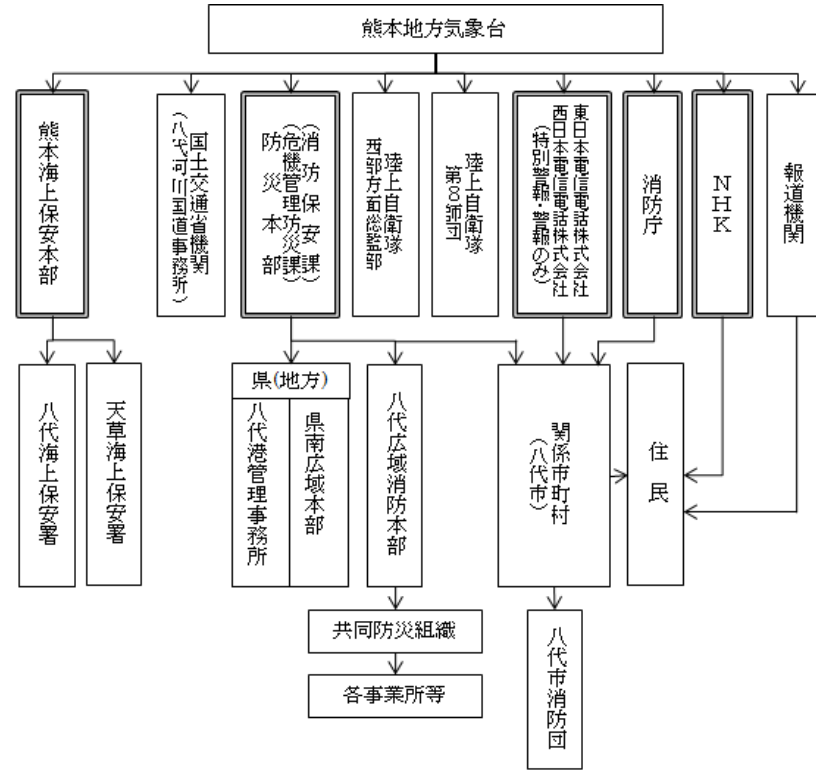 熊本地方気象台
熊本海上保安本部
国土交通省機関
(八代河川国道事務所)
(消防保安課)
(危機管理防災課)
防災本部
陸上自衛隊
西部方面総監部
陸上自衛隊
第8師団
東日本電信電話株式会社
西日本電信電話株式会社
(特別警報・警報のみ)
消防庁
NHK
報道機関
八代海上保安署
天草海上保安署
県(地方)
八代港管理事務所
県南広域本部
八代広域消防本部
関係市町村
(八代市)
住民
共同防災組織
各事業所等
八代市消防団